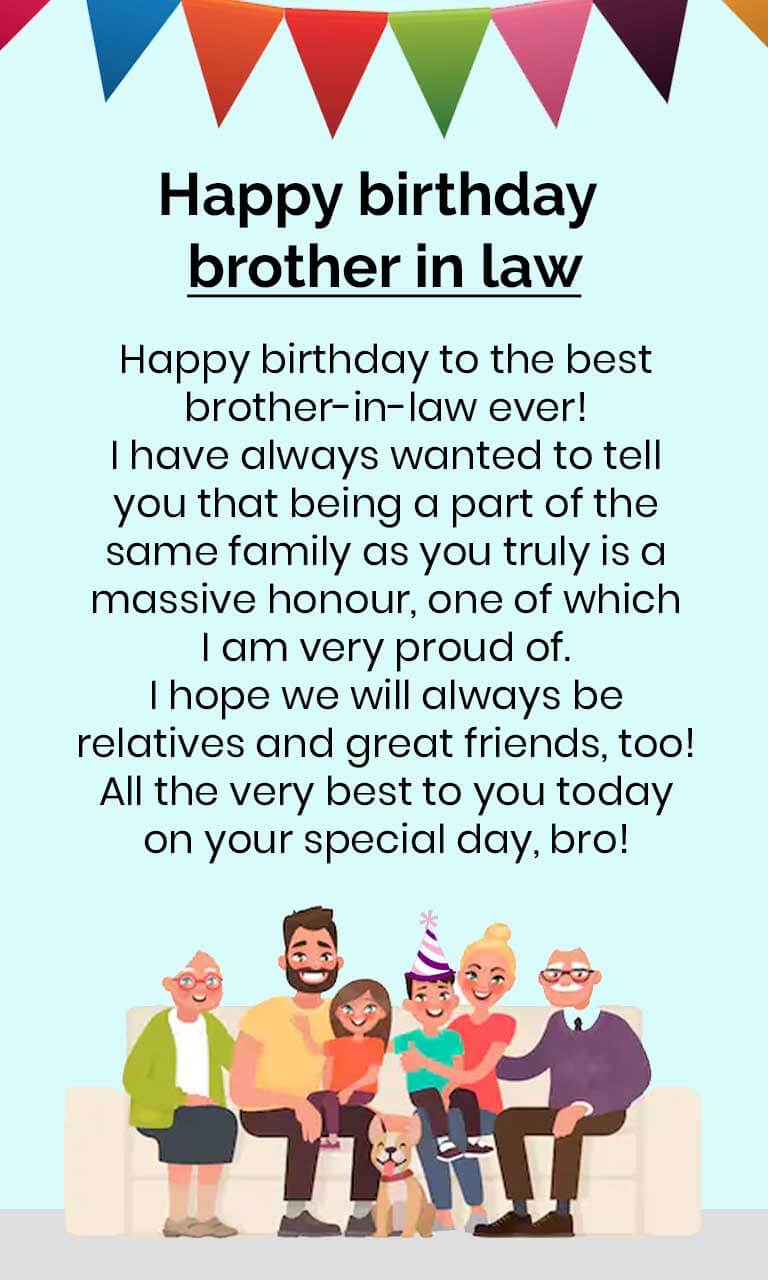 Happy birthday
brother in law
Happy birthday to the best
brother-in-law ever!
I have always wanted to tell
you that being a part of the
same family as you truly is a
massive honour, one of which
I am very proud of.
I hope we will always be
relatives and great friends, too!
All the very best to you today
on your special day, bro!